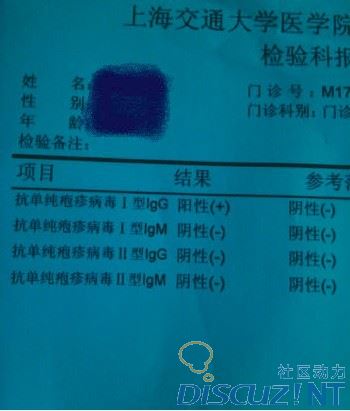 上海交通大学医学院
检验科报
姓 名 门诊号：M17
性 别 门诊科别：门诊
年 龄
检验备注：
项目 结果 参考
抗单纯疱疹病毒Ⅰ型IgG 阳性(+) 阴性(-)
抗单纯疱疹病毒Ⅰ型IgM 阴性(-) 阴性(-)
抗单纯疱疹病毒Ⅱ型IgG 阴性(-) 阴性(-)
抗单纯疱疹病毒Ⅱ型IgM 阴性(-) 阴性(-)
社区动力
DISCUZ!NT